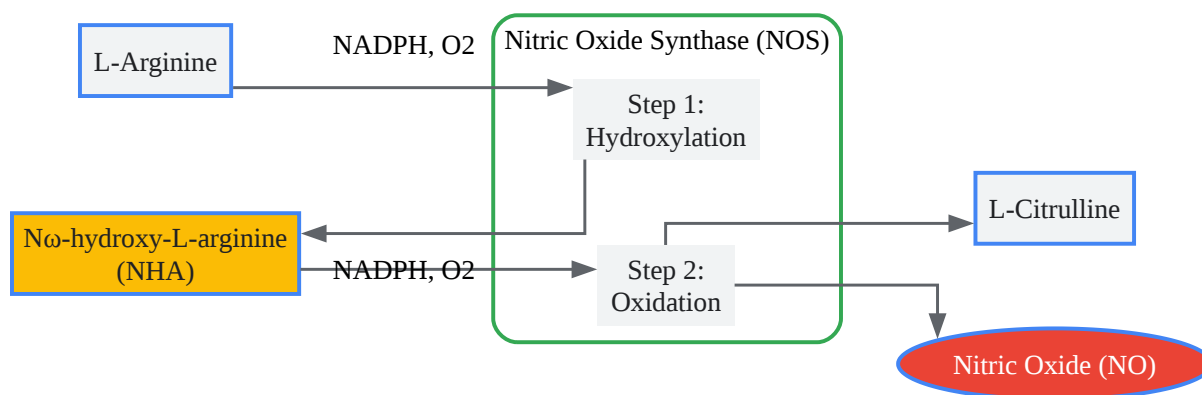 NADPH, O2
Nitric Oxide Synthase (NOS)
L-Arginine
Step 1:
Hydroxylation
L-Citrulline
Nω-hydroxy-L-arginine
(NHA)
NADPH, O2
Step 2:
Oxidation
Nitric Oxide (NO)